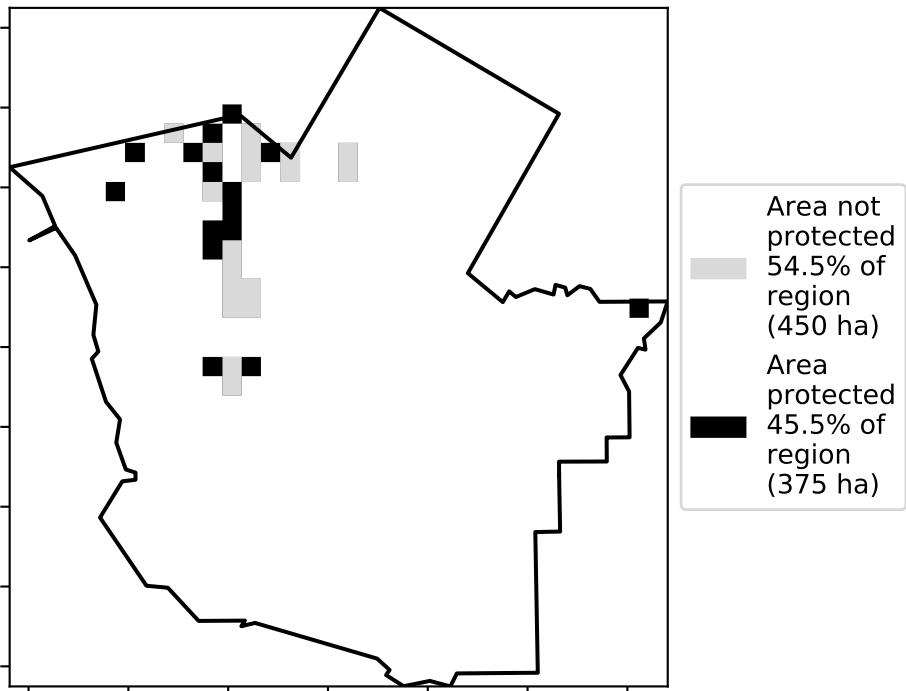 Area not
protected
54.5% of
region
(450 ha)
Area
protected
45.5% of
region
(375 ha)